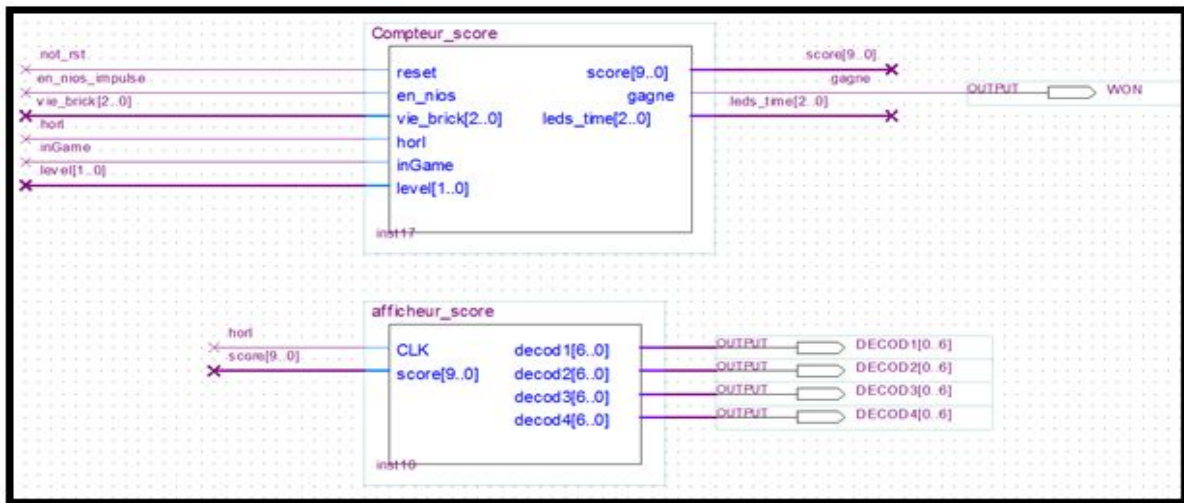 Compteur_score
not_rst
reset
score[9..0]
score[9..0]
en_nios_impulse
en_nios
gagne
gagne
OUTPUT
WON
vie_brick[2..0]
vie_brick[2..0]
leds_time[2..0]
leds_time[2..0]
horl
horl
inGame
inGame
level[1..0]
level[1..0]
inst17
afficheur_score
horl
CLK
decod1[6..0]
OUTPUT
DECOD1[0..6]
score[9..0]
score[9..0]
decod2[6..0]
OUTPUT
DECOD2[0..6]
decod3[6..0]
OUTPUT
DECOD3[0..6]
decod4[6..0]
OUTPUT
DECOD4[0..6]
inst10